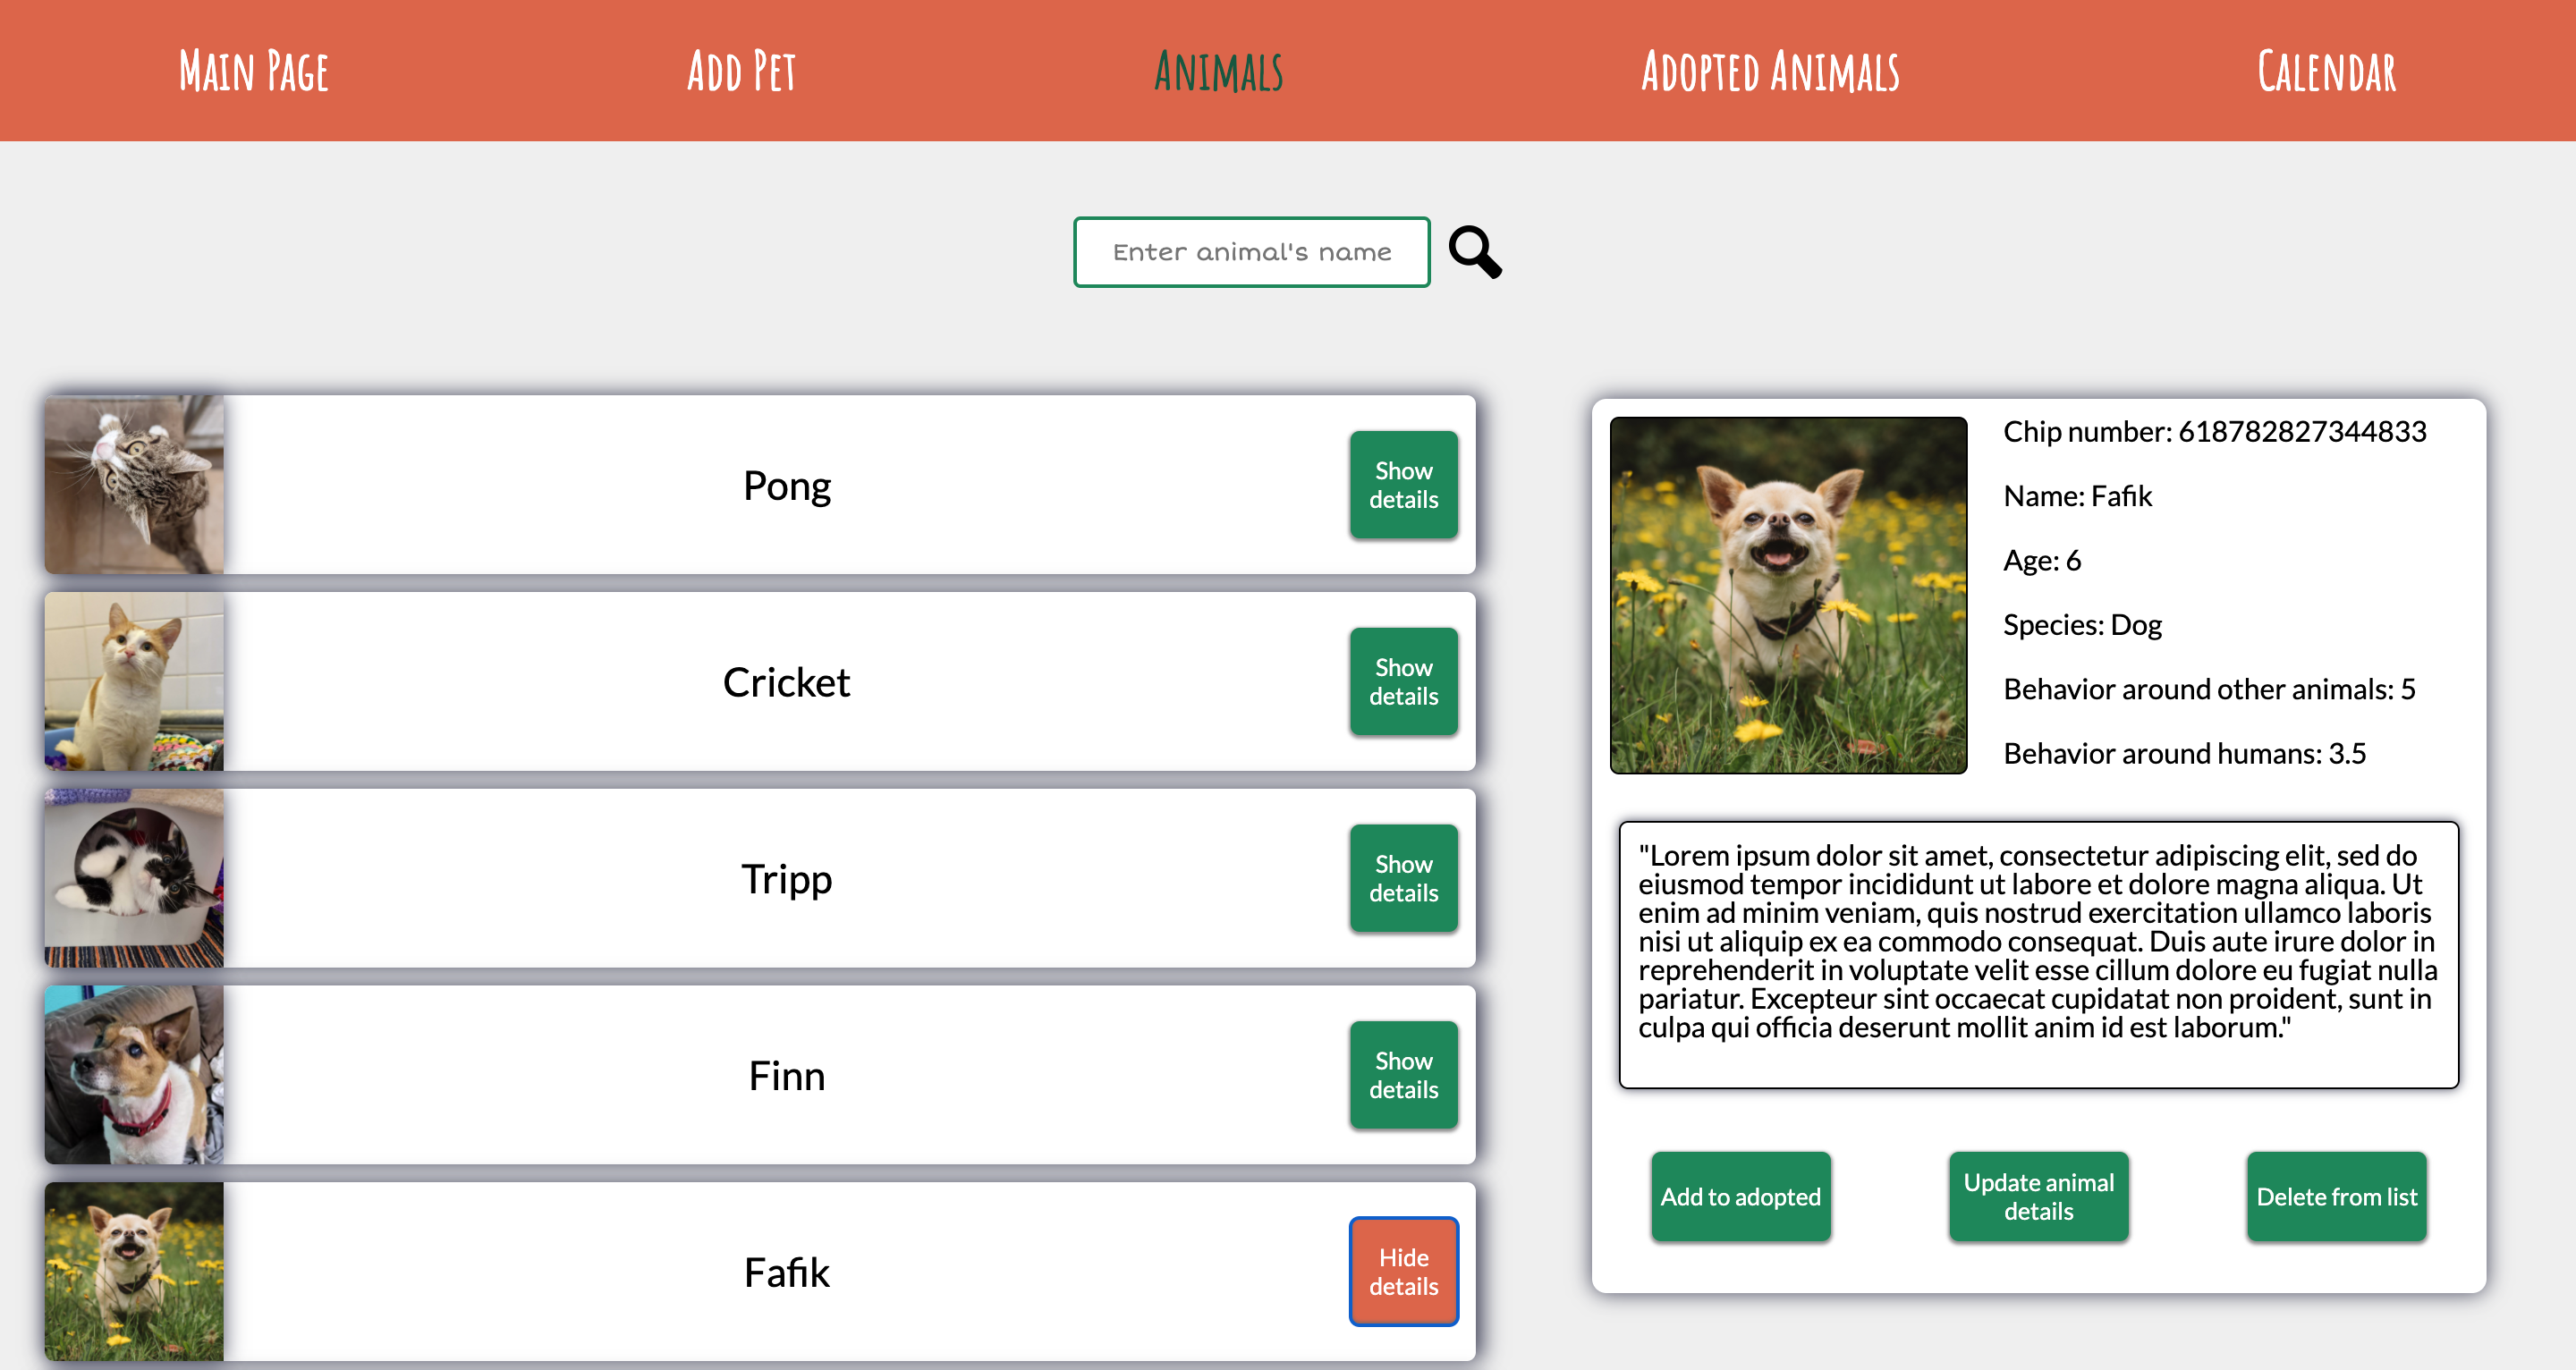 Main Page
Add Pet
Animals
Adopted Animals
Calendar
Enter animal's name
Pong
Show
details
Cricket
Show
details
Tripp
Show
details
Finn
Show
details
Fafik
Hide
details
Chip number: 618782827344833
Name: Fafik
Age: 6
Species: Dog
Behavior around other animals: 5
Behavior around humans: 3.5
"Lorem ipsum dolor sit amet, consectetur adipiscing elit, sed do
eiusmod tempor incididunt ut labore et dolore magna aliqua. Ut
enim ad minim veniam, quis nostrud exercitation ullamco laboris
nisi ut aliquip ex ea commodo consequat. Duis aute irure dolor in
reprehenderit in voluptate velit esse cillum dolore eu fugiat nulla
pariatur. Excepteur sint occaecat cupidatat non proident, sunt in
culpa qui officia deserunt mollit anim id est laborum."
Add to adopted
Update animal
details
Delete from list